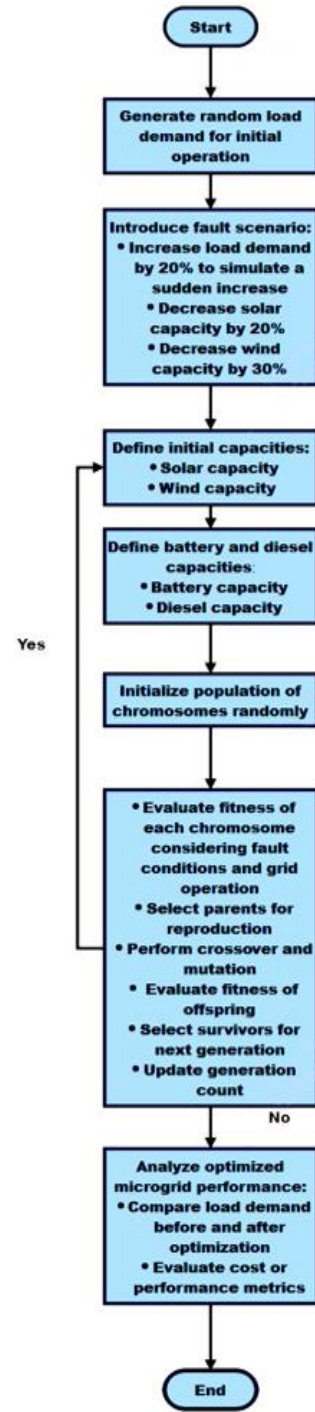 Start
Generate random load
demand for initial
operation
Introduce fault scenario:
• Increase load demand
by 20% to simulate a
sudden increase
• Decrease solar
capacity by 20%
• Decrease wind
capacity by 30%
Define initial capacities:
• Solar capacity
• Wind capacity
Define battery and diesel
capacities:
• Battery capacity
• Diesel capacity
Yes
Initialize population of
chromosomes randomly
• Evaluate fitness of
each chromosome
considering fault
conditions and grid
operation
• Select parents for
reproduction
• Perform crossover and
mutation
• Evaluate fitness of
offspring
• Select survivors for
next generation
• Update generation
count
No
Analyze optimized
microgrid performance:
• Compare load demand
before and after
optimization
• Evaluate cost or
performance metrics
End